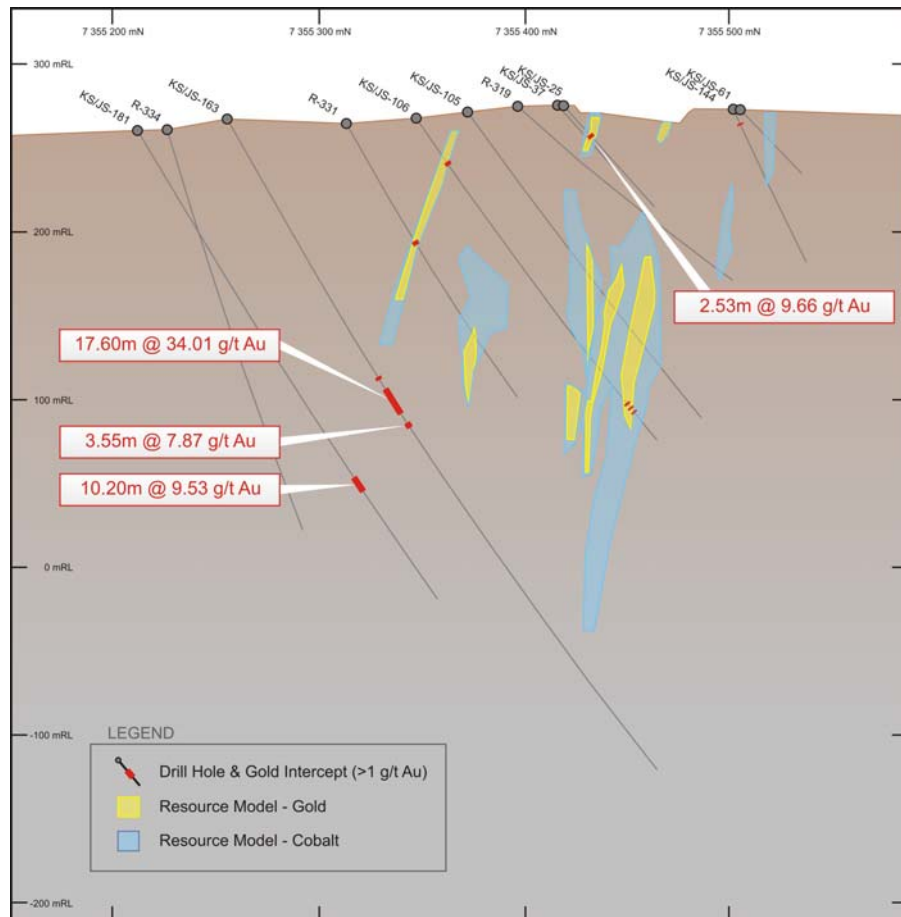 7 355 200 mN
7 355 300 mN
7 355 400 mN
7 355 500 mN
300 mRL
200 mRL
100 mRL
0 mRL
-100 mRL
-200 mRL
KS/JS-181
R-334
KS/JS-163
R-331
KS/JS-106
KS/JS-105
R-319
KS/JS-37
KS/JS-25
KS/JS-144
KS/JS-61
2.53m @ 9.66 g/t Au
17.60m @ 34.01 g/t Au
3.55m @ 7.87 g/t Au
10.20m @ 9.53 g/t Au
LEGEND
Drill Hole & Gold Intercept (>1 g/t Au)
Resource Model - Gold
Resource Model - Cobalt